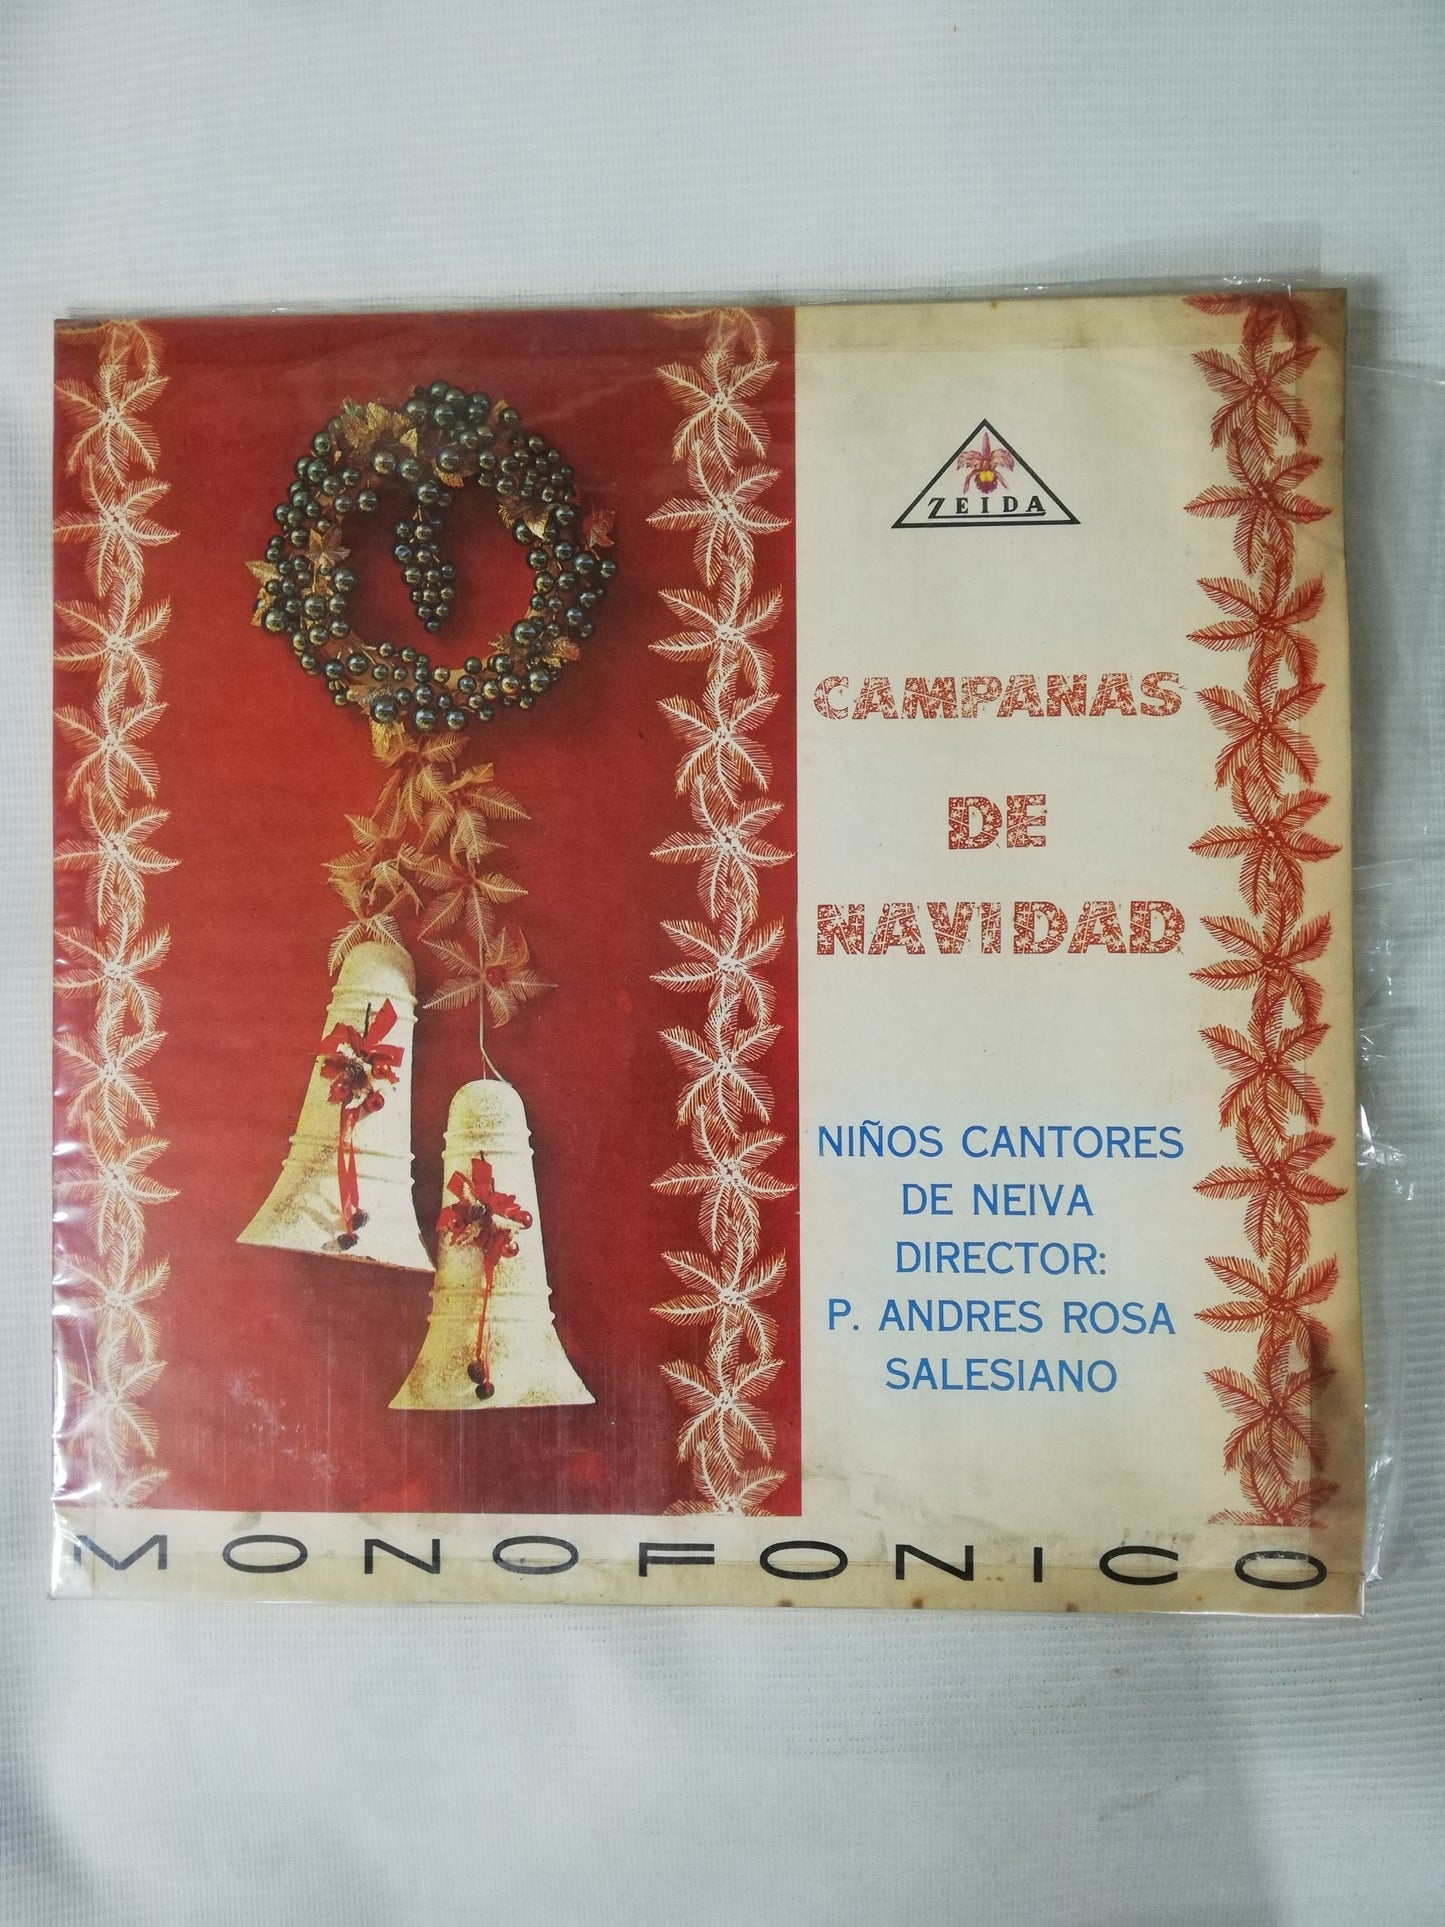 ZEIDA
CAMPANAS
DE
NAVIDAD
NIÑOS CANTORES
DE NEIVA
DIRECTOR:
P. ANDRES ROSA
SALESIANO
MONOFONICO